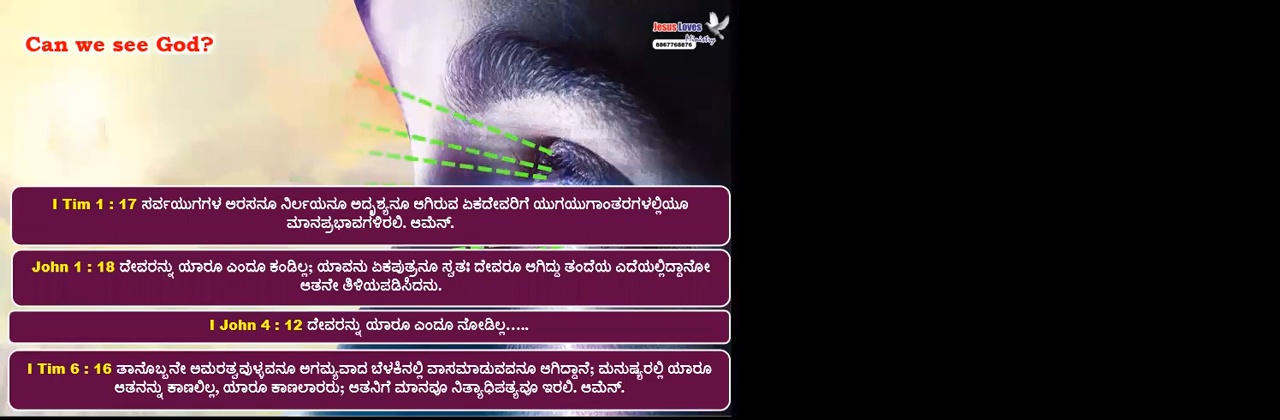 Can we see God?
Jesus Loves
Ministry
8867768876
I Tim 1 : 17 ಸರ್ವಯುಗಗಳ ಅರಸನೂ ನಿರ್ಲಯನೂ ಅದೃಶ್ಯನೂ ಆಗಿರುವ ಏಕದೇವರಿಗೆ ಯುಗಯುಗಾಂತರಗಳಲ್ಲಿಯೂ
ಮಾನಪ್ರಭಾವಗಳಿರಲಿ. ಆಮೆನ್.
John 1 : 18 ದೇವರನ್ನು ಯಾರೂ ಎಂದೂ ಕಂಡಿಲ್ಲ; ಯಾವನು ಏಕಪುತ್ರನೂ ಸ್ವತಃ ದೇವರೂ ಆಗಿದ್ದು ತಂದೆಯ ಎದೆಯಲ್ಲಿದ್ದಾನೋ
ಆತನೇ ತಿಳಿಯಪಡಿಸಿದನು.
I John 4 : 12 ದೇವರನ್ನು ಯಾರೂ ಎಂದೂ ನೋಡಿಲ್ಲ.....
I Tim 6 : 16 ತಾನೊಬ್ಬನೇ ಅಮರತ್ವವುಳ್ಳವನೂ ಅಗಮ್ಯವಾದ ಬೆಳಕಿನಲ್ಲಿ ವಾಸಮಾಡುವವನೂ ಆಗಿದ್ದಾನೆ; ಮನುಷ್ಯರಲ್ಲಿ ಯಾರೂ
ಆತನನ್ನು ಕಾಣಲಿಲ್ಲ, ಯಾರೂ ಕಾಣಲಾರರು; ಆತನಿಗೆ ಮಾನವೂ ನಿತ್ಯಾಧಿಪತ್ಯವೂ ಇರಲಿ. ಆಮೆನ್.